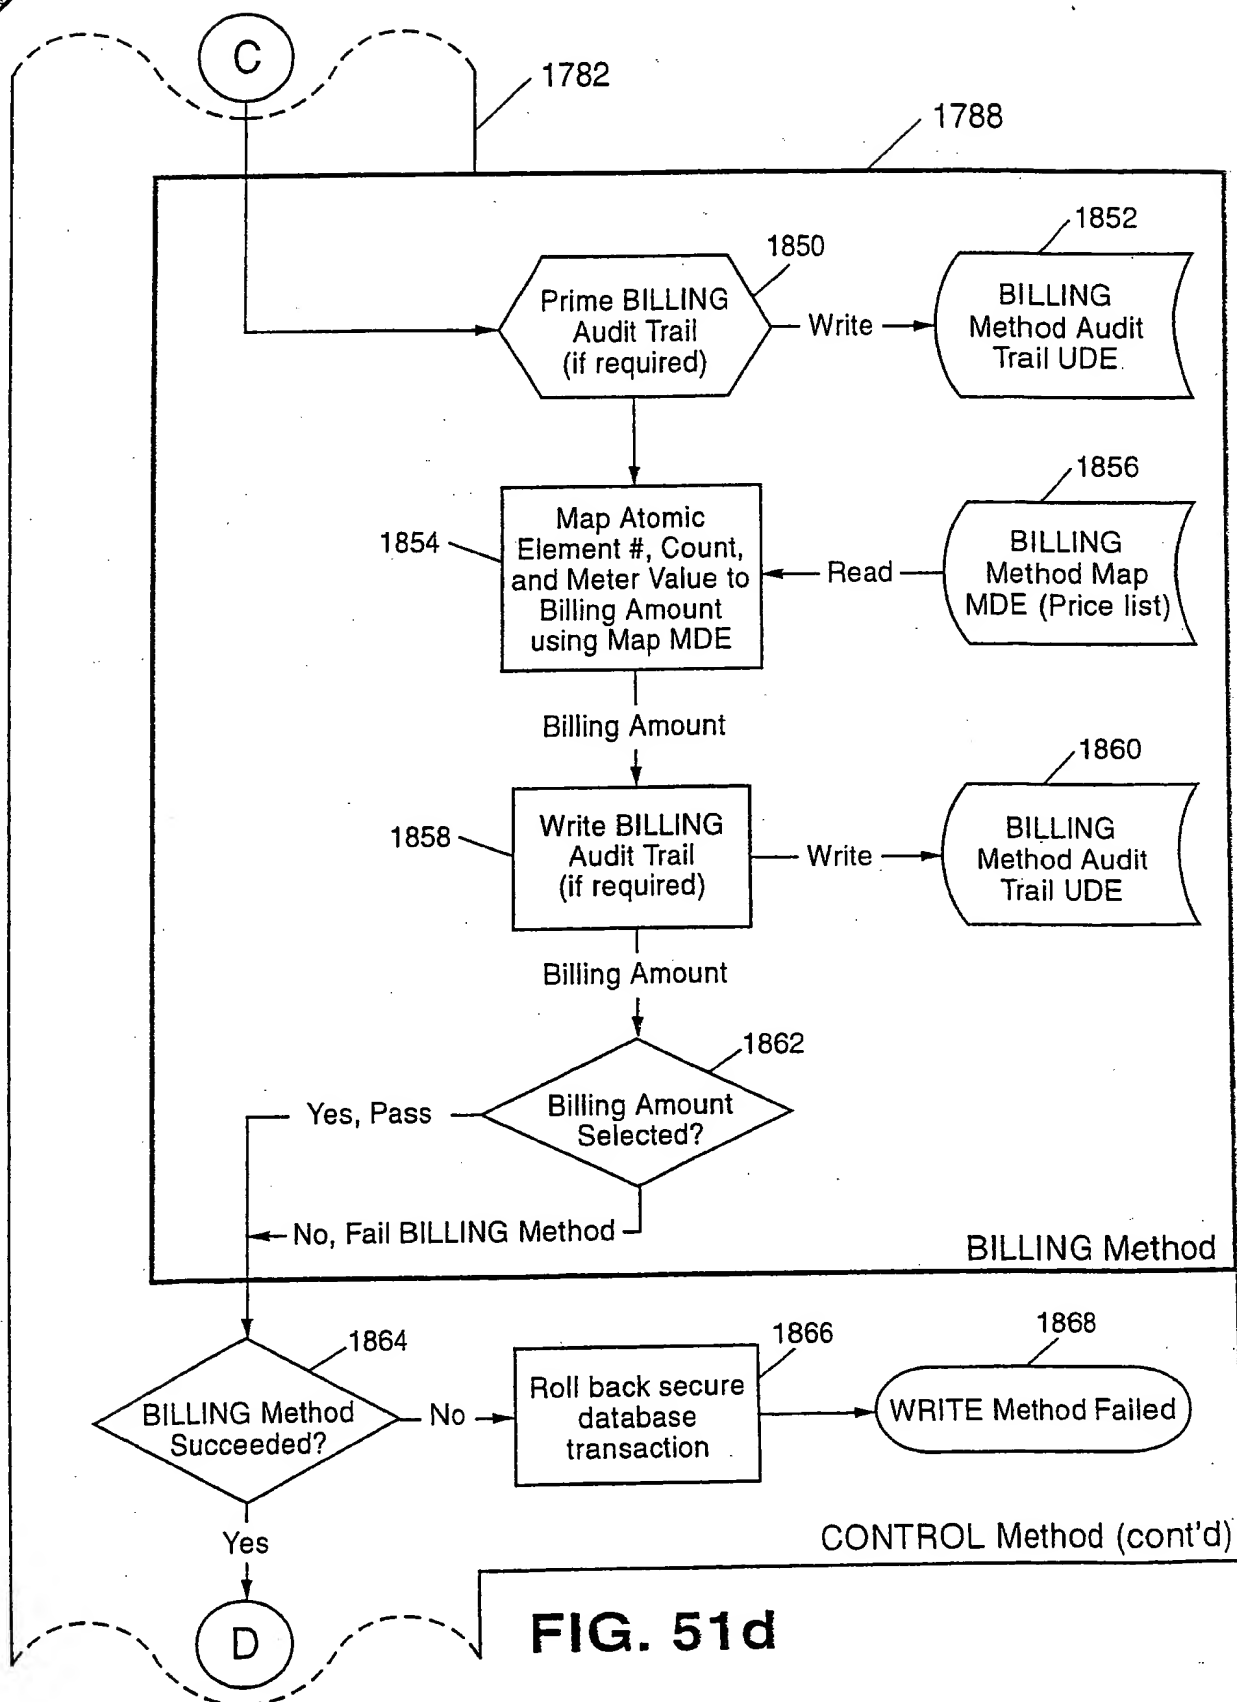 C
1782
1788
1850
1852
Prime BILLING
Audit Trail
(if required)
Write
BILLING
Method Audit
Trail UDE
1854
Map Atomic
Element #, Count,
and Meter Value to
Billing Amount
using Map MDE
Read
1856
BILLING
Method Map
MDE (Price list)
Billing Amount
1858
Write BILLING
Audit Trail
(if required)
Write
1860
BILLING
Method Audit
Trail UDE
Billing Amount
1862
Billing Amount
Selected?
Yes, Pass
No, Fail BILLING Method
BILLING Method
1864
BILLING Method
Succeeded?
No
1866
Roll back secure
database
transaction
1868
WRITE Method Failed
Yes
CONTROL Method (cont'd)
D
FIG. 51d